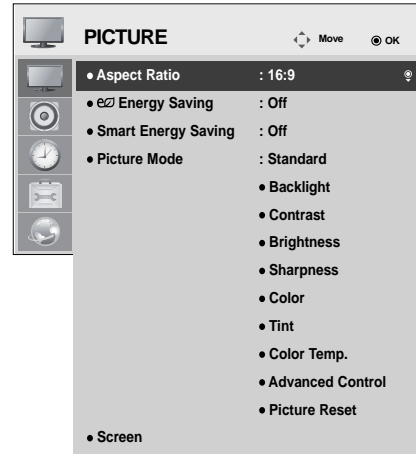 PICTURE Move OK
• Aspect Ratio : 16:9
• Energy Saving : Off
• Smart Energy Saving : Off
• Picture Mode : Standard
• Backlight
• Contrast
• Brightness
• Sharpness
• Color
• Tint
• Color Temp.
• Advanced Control
• Picture Reset
• Screen